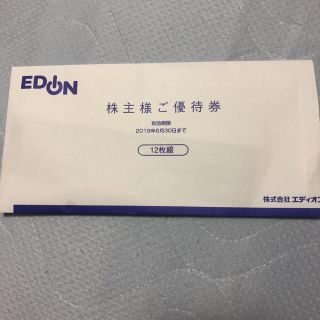 EDION
株主様ご優待券
有効期限
2019年6月30日まで
12枚綴
株式会社 エディオン